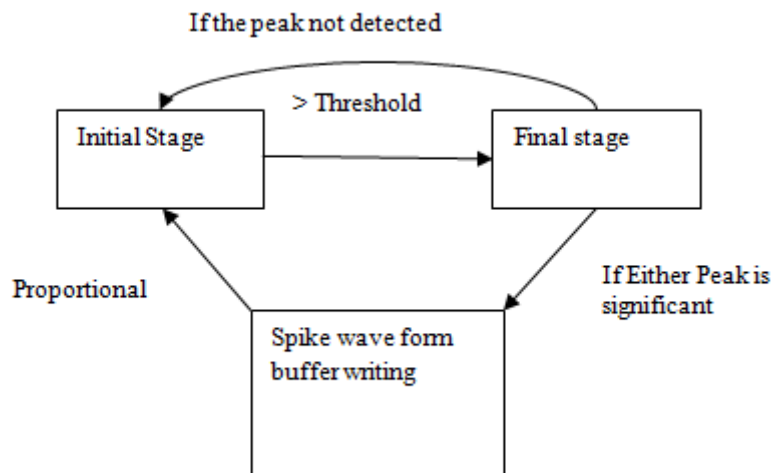 If the peak not detected
> Threshold
Initial Stage
Final stage
Proportional
If Either Peak is
significant
Spike wave form
buffer writing